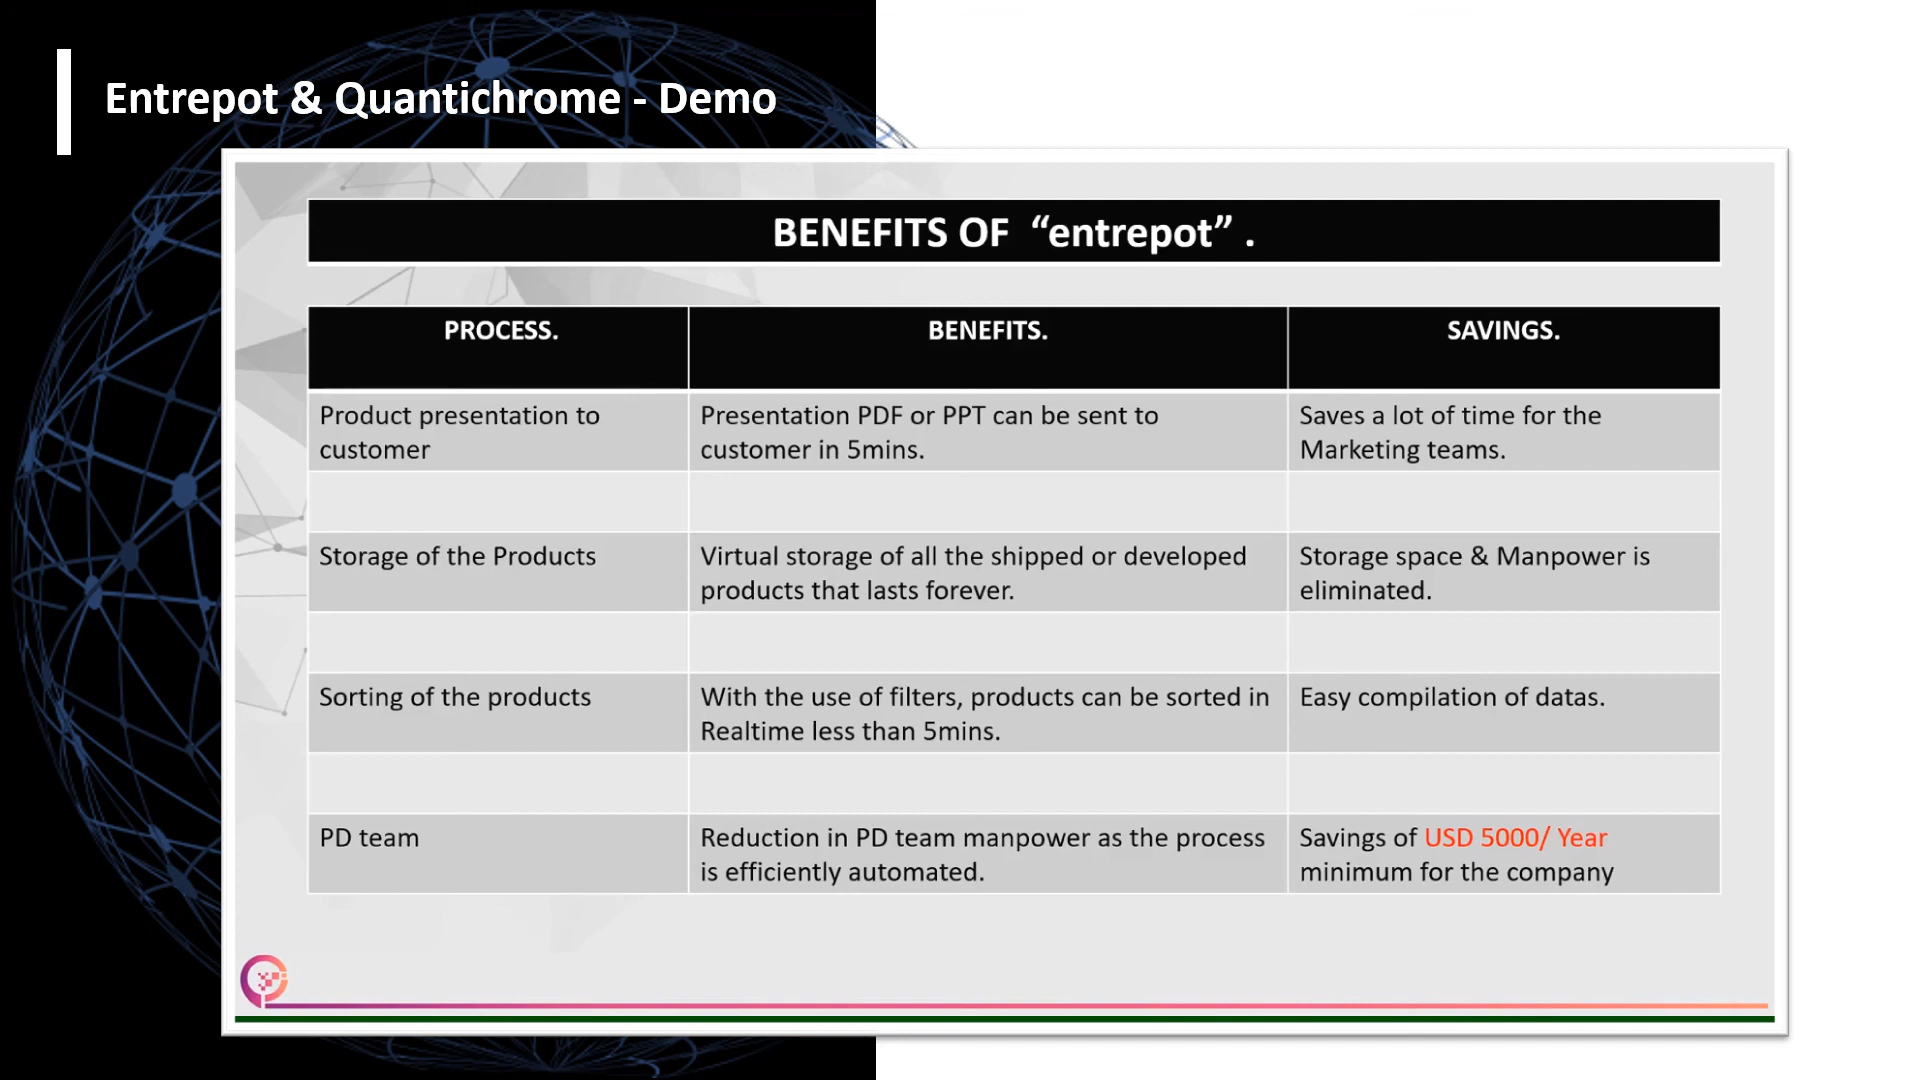 Entrepot & Quantichrome - Demo
BENEFITS OF “entrepot” .
PROCESS.
BENEFITS.
SAVINGS.
Product presentation to
customer
Presentation PDF or PPT can be sent to
customer in 5mins.
Saves a lot of time for the
Marketing teams.
Storage of the Products
Virtual storage of all the shipped or developed
products that lasts forever.
Storage space & Manpower is
eliminated.
Sorting of the products
With the use of filters, products can be sorted in
Realtime less than 5mins.
Easy compilation of datas.
PD team
Reduction in PD team manpower as the process
is efficiently automated.
Savings of USD 5000/ Year
minimum for the company